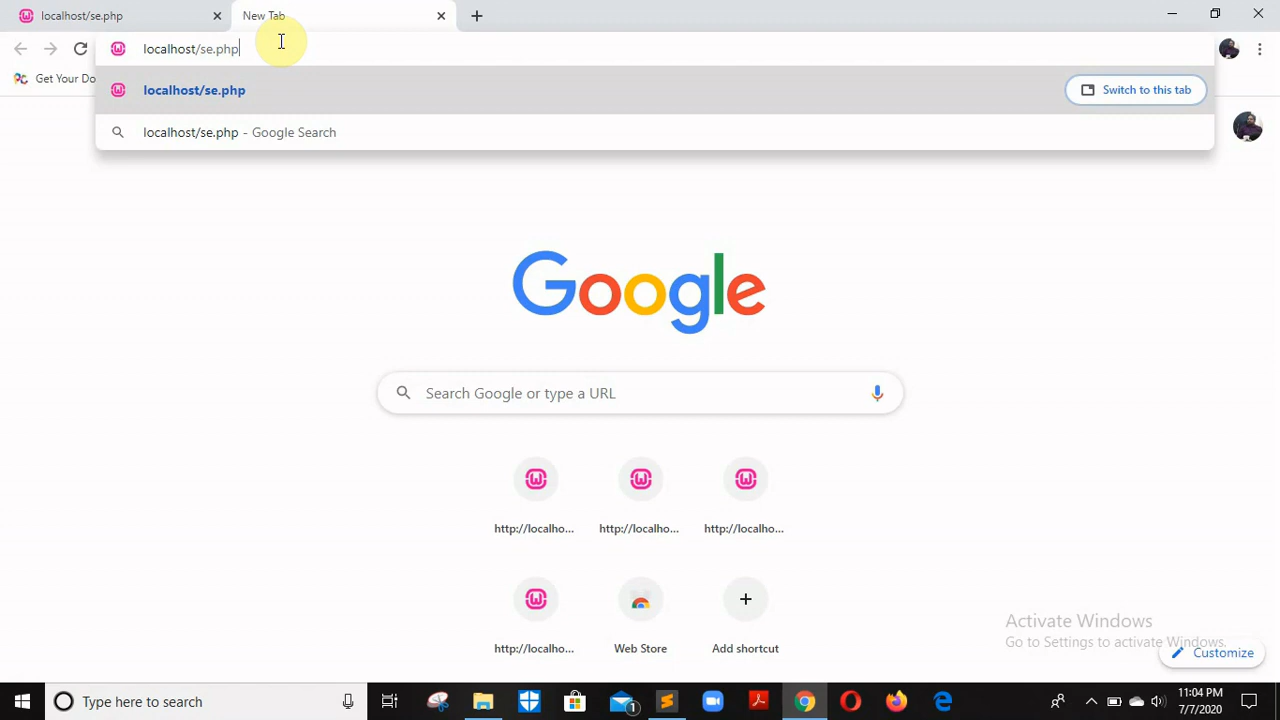 localhost/se.php
New Tab
localhost/se.php
Get Your Do
localhost/se.php
Switch to this tab
localhost/se.php - Google Search
Google
Search Google or type a URL
http://localho...
http://localho...
http://localho...
http://localho...
Web Store
Add shortcut
Activate Windows
Go to Settings to activate Windows.
Customize
Type here to search
1
11:04 PM
7/7/2020